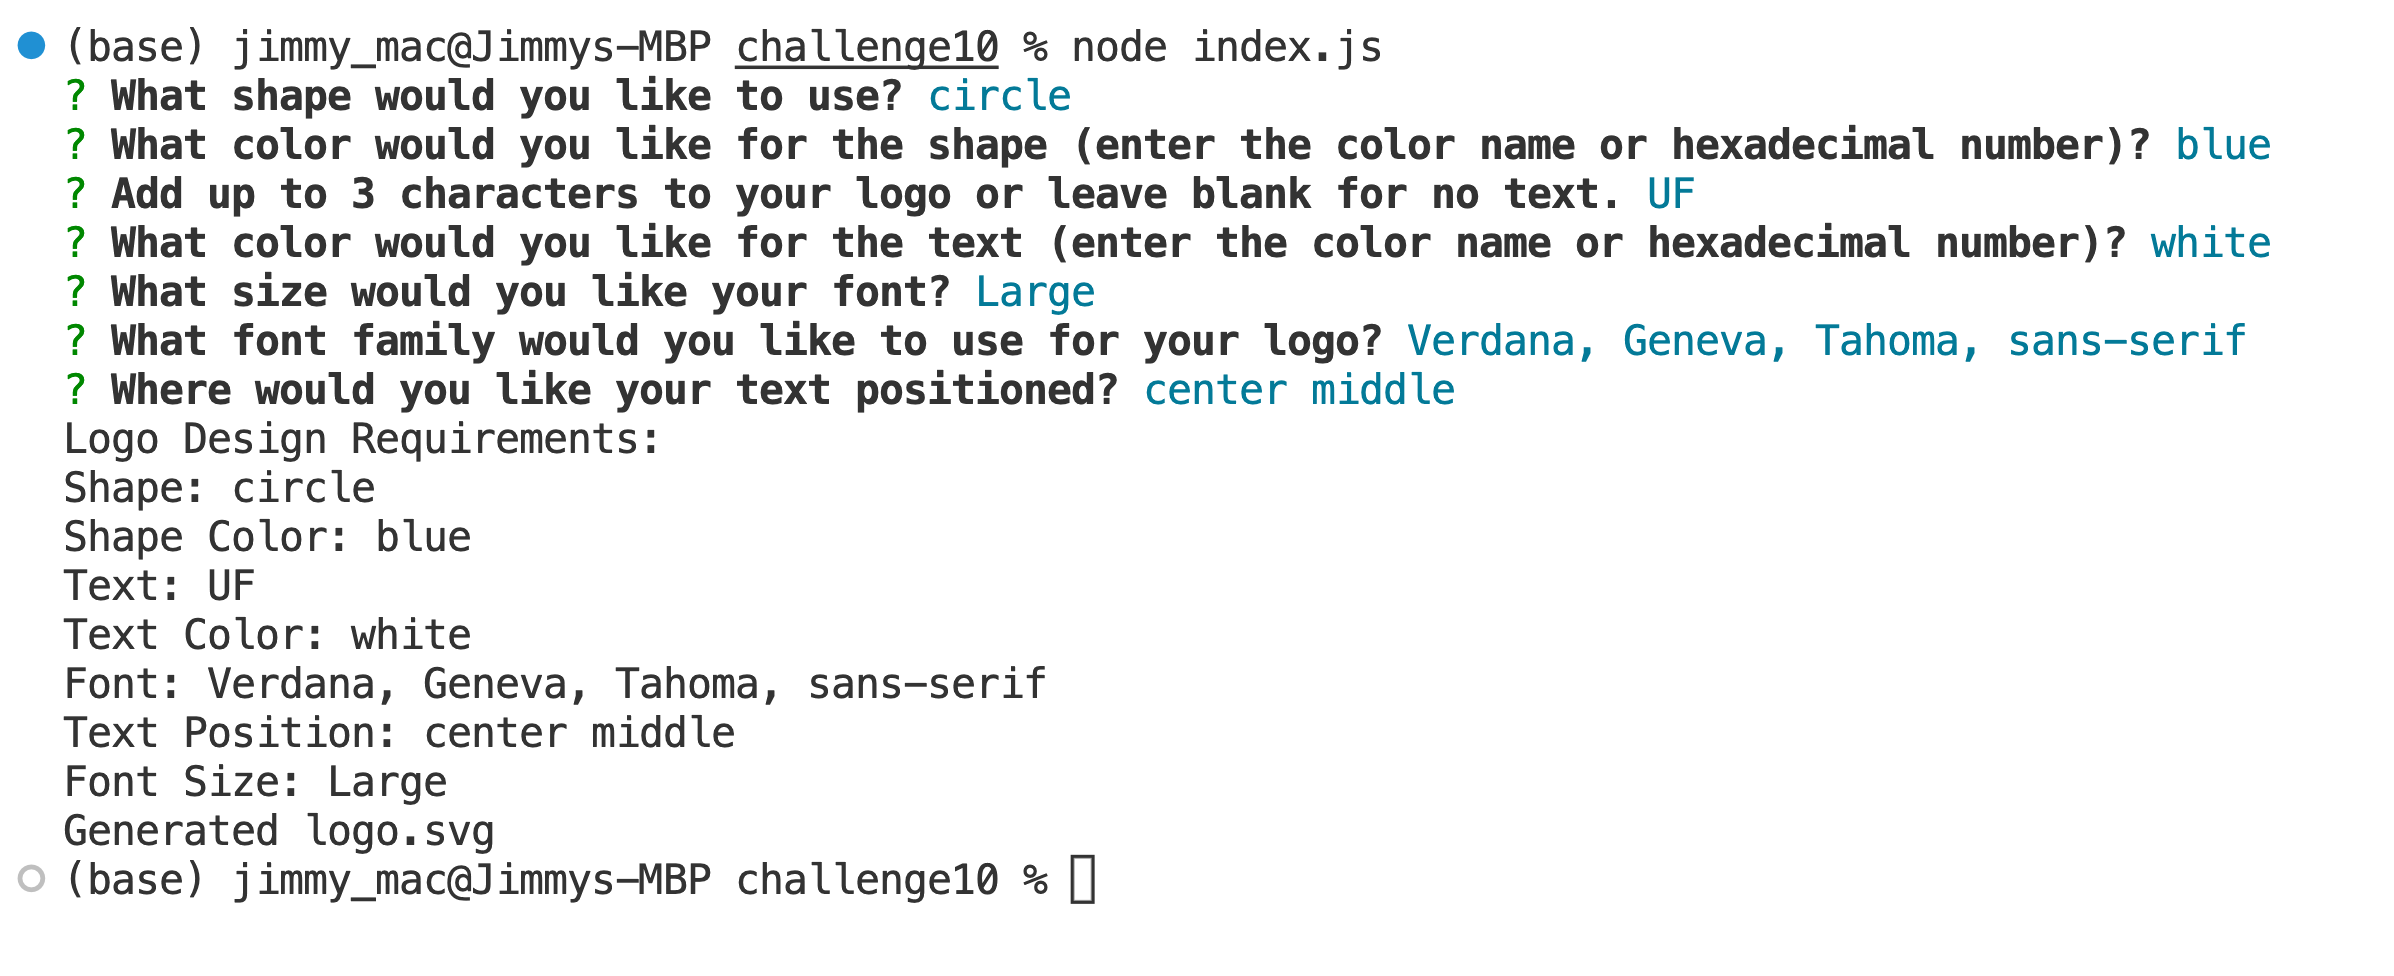 (base) jimmy_mac@Jimmys-MBP challenge10 % node index.js
? What shape would you like to use? circle
? What color would you like for the shape (enter the color name or hexadecimal number)? blue
? Add up to 3 characters to your logo or leave blank for no text. UF
? What color would you like for the text (enter the color name or hexadecimal number)? white
? What size would you like your font? Large
? What font family would you like to use for your logo? Verdana, Geneva, Tahoma, sans-serif
? Where would you like your text positioned? center middle
Logo Design Requirements:
Shape: circle
Shape Color: blue
Text: UF
Text Color: white
Font: Verdana, Geneva, Tahoma, sans-serif
Text Position: center middle
Font Size: Large
Generated logo.svg
(base) jimmy_mac@Jimmys-MBP challenge10 %